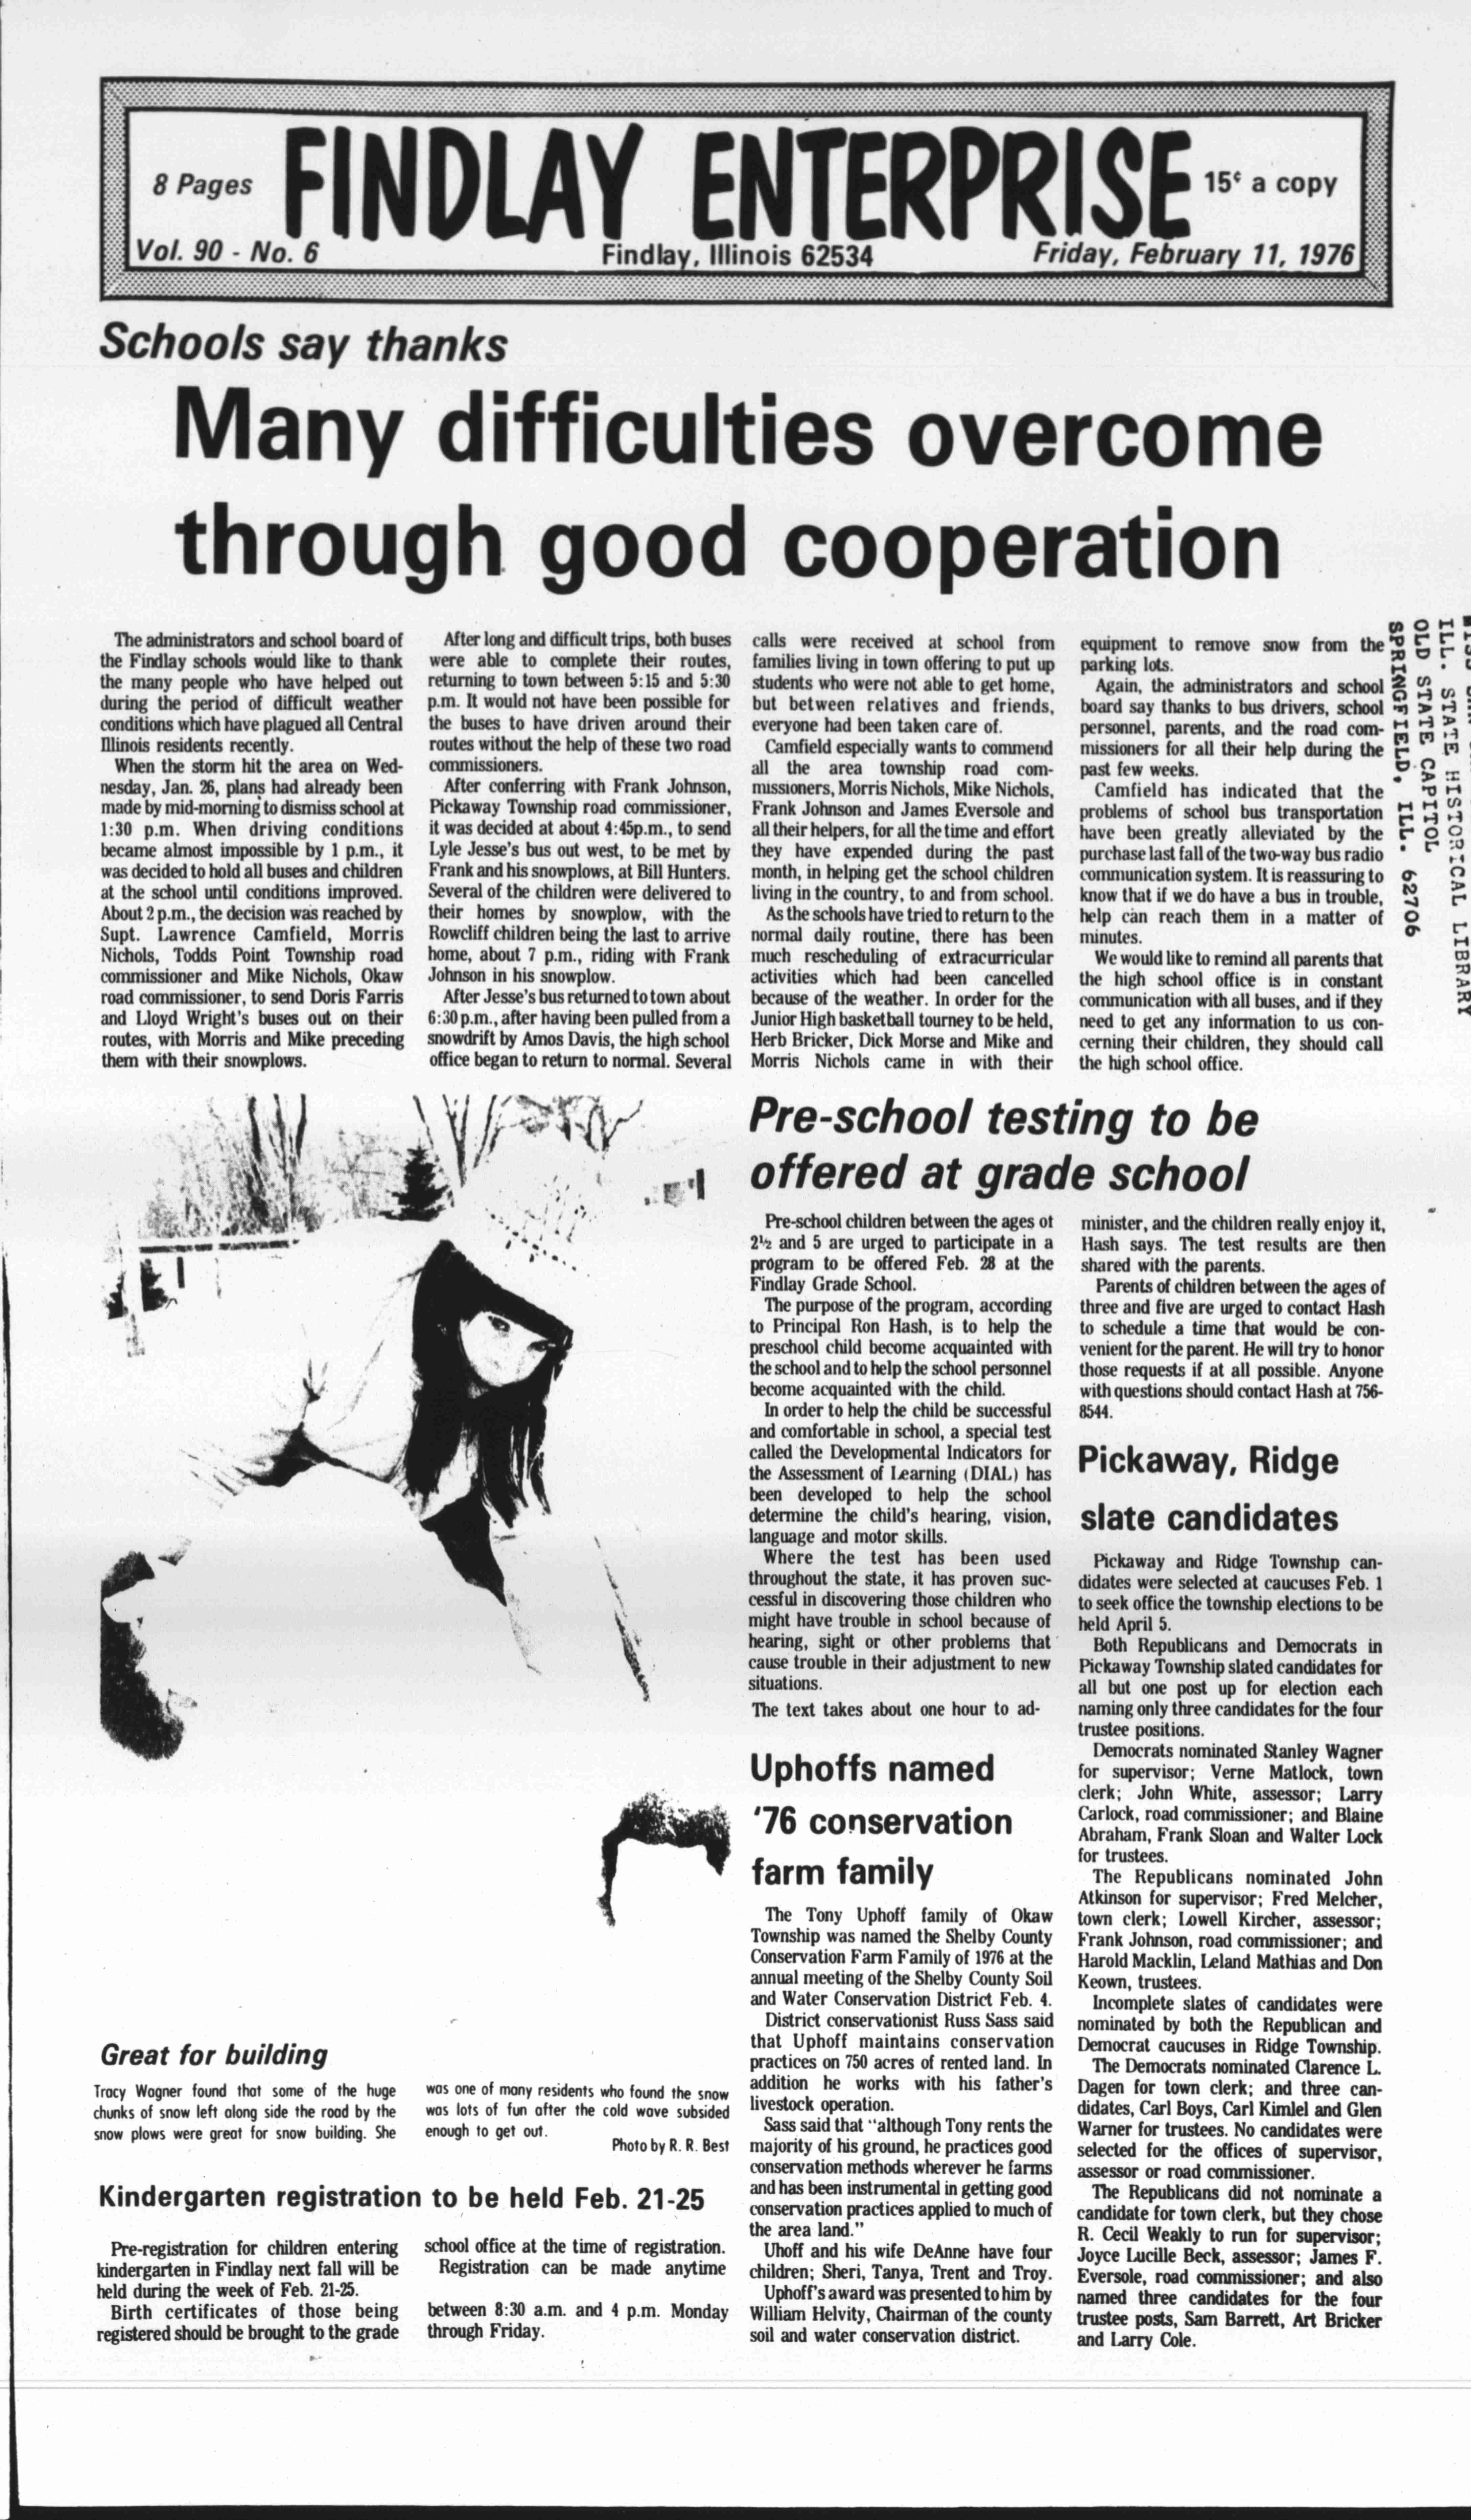 8 Pages
FINDLAY ENTERPRISE
15¢ a copy
Vol. 90 - No. 6
Findlay, Illinois 62534
Friday, February 11, 1976
Schools say thanks
Many difficulties overcome
through good cooperation
The administrators and school board of
the Findlay schools would like to thank
the many people who have helped out
during the period of difficult weather
conditions which have plagued all Central
Illinois residents recently.
When the storm hit the area on Wed-
nesday, Jan. 26, plans had already been
made by mid-morning to dismiss school at
1:30 p.m. When driving conditions
became almost impossible by 1 p.m., it
was decided to hold all buses and children
at the school until conditions improved.
About 2 p.m., the decision was reached by
Supt. Lawrence Camfield, Morris
Nichols, Todds Point Township road
commissioner and Mike Nichols, Okaw
road commissioner, to send Doris Farris
and Lloyd Wright's buses out on their
routes, with Morris and Mike preceding
them with their snowplows.
After long and difficult trips, both buses
were able to complete their routes,
returning to town between 5:15 and 5:30
p.m. It would not have been possible for
the buses to have driven around their
routes without the help of these two road
commissioners.
After conferring with Frank Johnson,
Pickaway Township road commissioner,
it was decided at about 4:45p.m., to send
Lyle Jesse's bus out west, to be met by
Frank and his snowplows, at Bill Hunters.
Several of the children were delivered to
their homes by snowplow, with the
Rowcliff children being the last to arrive
home, about 7 p.m., riding with Frank
Johnson in his snowplow.
After Jesse's bus returned to town about
6:30 p.m., after having been pulled from a
snowdrift by Amos Davis, the high school
office began to return to normal. Several
calls were received at school from
families living in town offering to put up
students who were not able to get home,
but between relatives and friends,
everyone had been taken care of.
Camfield especially wants to commend
all the area township road com-
missioners, Morris Nichols, Mike Nichols,
Frank Johnson and James Eversole and
all their helpers, for all the time and effort
they have expended during the past
month, in helping get the school children
living in the country, to and from school.
As the schools have tried to return to the
normal daily routine, there has been
much rescheduling of extracurricular
activities which had been cancelled
because of the weather. In order for the
Junior High basketball tourney to be held,
Herb Bricker, Dick Morse and Mike and
Morris Nichols came in with their
equipment to remove snow from the
parking lots.
Again, the administrators and school
board say thanks to bus drivers, school
personnel, parents, and the road com-
missioners for all their help during the
past few weeks.
Camfield has indicated that the
problems of school bus transportation
have been greatly alleviated by the
purchase last fall of the two-way bus radio
communication system. It is reassuring to
know that if we do have a bus in trouble,
help can reach them in a matter of
minutes.
We would like to remind all parents that
the high school office is in constant
communication with all buses, and if they
need to get any information to us con-
cerning their children, they should call
the high school office.
ILL. STATE HISTORICAL LIBRARY
OLD STATE CAPITOL
SPRINGFIELD, ILL. 62706
Pre-school testing to be
offered at grade school
Pre-school children between the ages of
2½ and 5 are urged to participate in a
program to be offered Feb. 28 at the
Findlay Grade School.
The purpose of the program, according
to Principal Ron Hash, is to help the
preschool child become acquainted with
the school and to help the school personnel
become acquainted with the child.
In order to help the child be successful
and comfortable in school, a special test
called the Developmental Indicators for
the Assessment of Learning (DIAL) has
been developed to help the school
determine the child's hearing, vision,
language and motor skills.
Where the test has been used
throughout the state, it has proven suc-
cessful in discovering those children who
might have trouble in school because of
hearing, sight or other problems that
cause trouble in their adjustment to new
situations.
The text takes about one hour to ad-
minister, and the children really enjoy it,
Hash says. The test results are then
shared with the parents.
Parents of children between the ages of
three and five are urged to contact Hash
to schedule a time that would be con-
venient for the parent. He will try to honor
those requests if at all possible. Anyone
with questions should contact Hash at 756-
8544.
Pickaway, Ridge
slate candidates
Pickaway and Ridge Township can-
didates were selected at caucuses Feb. 1
to seek office the township elections to be
held April 5.
Both Republicans and Democrats in
Pickaway Township slated candidates for
all but one post up for election each
naming only three candidates for the four
trustee positions.
Democrats nominated Stanley Wagner
for supervisor; Verne Matlock, town
clerk; John White, assessor; Larry
Carlock, road commissioner; and Blaine
Abraham, Frank Sloan and Walter Lock
for trustees.
The Republicans nominated John
Atkinson for supervisor; Fred Melcher,
town clerk; Lowell Kircher, assessor;
Frank Johnson, road commissioner; and
Harold Macklin, Leland Mathias and Don
Keown, trustees.
Incomplete slates of candidates were
nominated by both the Republican and
Democrat caucuses in Ridge Township.
The Democrats nominated Clarence L.
Dagen for town clerk; and three can-
didates, Carl Boys, Carl Kimlel and Glen
Warner for trustees. No candidates were
selected for the offices of supervisor,
assessor or road commissioner.
The Republicans did not nominate a
candidate for town clerk, but they chose
R. Cecil Weakly to run for supervisor;
Joyce Lucille Beck, assessor; James F.
Eversole, road commissioner; and also
named three candidates for the four
trustee posts, Sam Barrett, Art Bricker
and Larry Cole.
Uphoffs named
'76 conservation
farm family
The Tony Uphoff family of Okaw
Township was named the Shelby County
Conservation Farm Family of 1976 at the
annual meeting of the Shelby County Soil
and Water Conservation District Feb. 4.
District conservationist Russ Sass said
that Uphoff maintains conservation
practices on 750 acres of rented land. In
addition he works with his father's
livestock operation.
Sass said that "although Tony rents the
majority of his ground, he practices good
conservation methods wherever he farms
and has been instrumental in getting good
conservation practices applied to much of
the area land."
Uhoff and his wife DeAnne have four
children; Sheri, Tanya, Trent and Troy.
Uphoff's award was presented to him by
William Helvity, Chairman of the county
soil and water conservation district.
Great for building
Tracy Wagner found that some of the huge
chunks of snow left along side the road by the
snow plows were great for snow building. She
was one of many residents who found the snow
was lots of fun after the cold wave subsided
enough to get out.
Photo by R. R. Best
Kindergarten registration to be held Feb. 21-25
Pre-registration for children entering
kindergarten in Findlay next fall will be
held during the week of Feb. 21-25.
Birth certificates of those being
registered should be brought to the grade
school office at the time of registration.
Registration can be made anytime
between 8:30 a.m. and 4 p.m. Monday
through Friday.